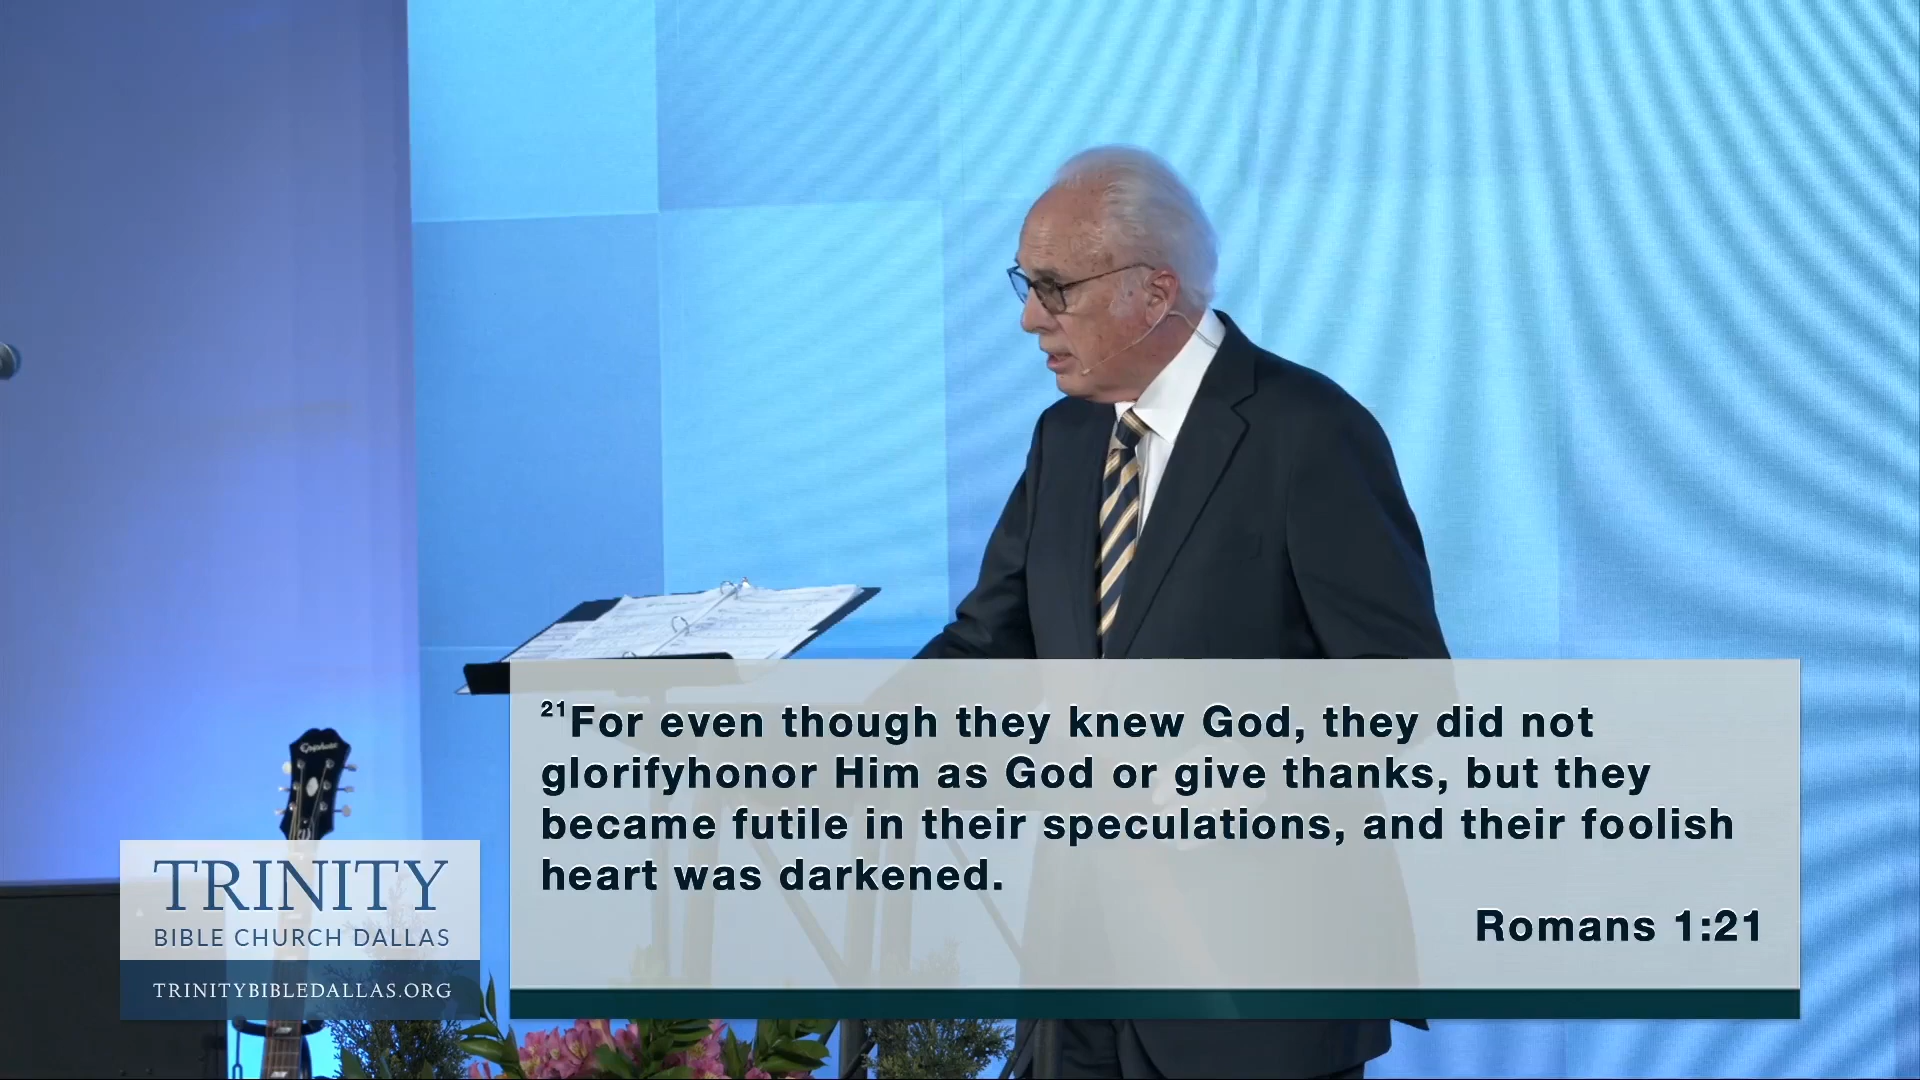 Epiphone
²¹For even though they knew God, they did not
glorifyhonor Him as God or give thanks, but they
became futile in their speculations, and their foolish
heart was darkened.
Romans 1:21
TRINITY
BIBLE CHURCH DALLAS
TRINITYBIBLEDALLAS.ORG